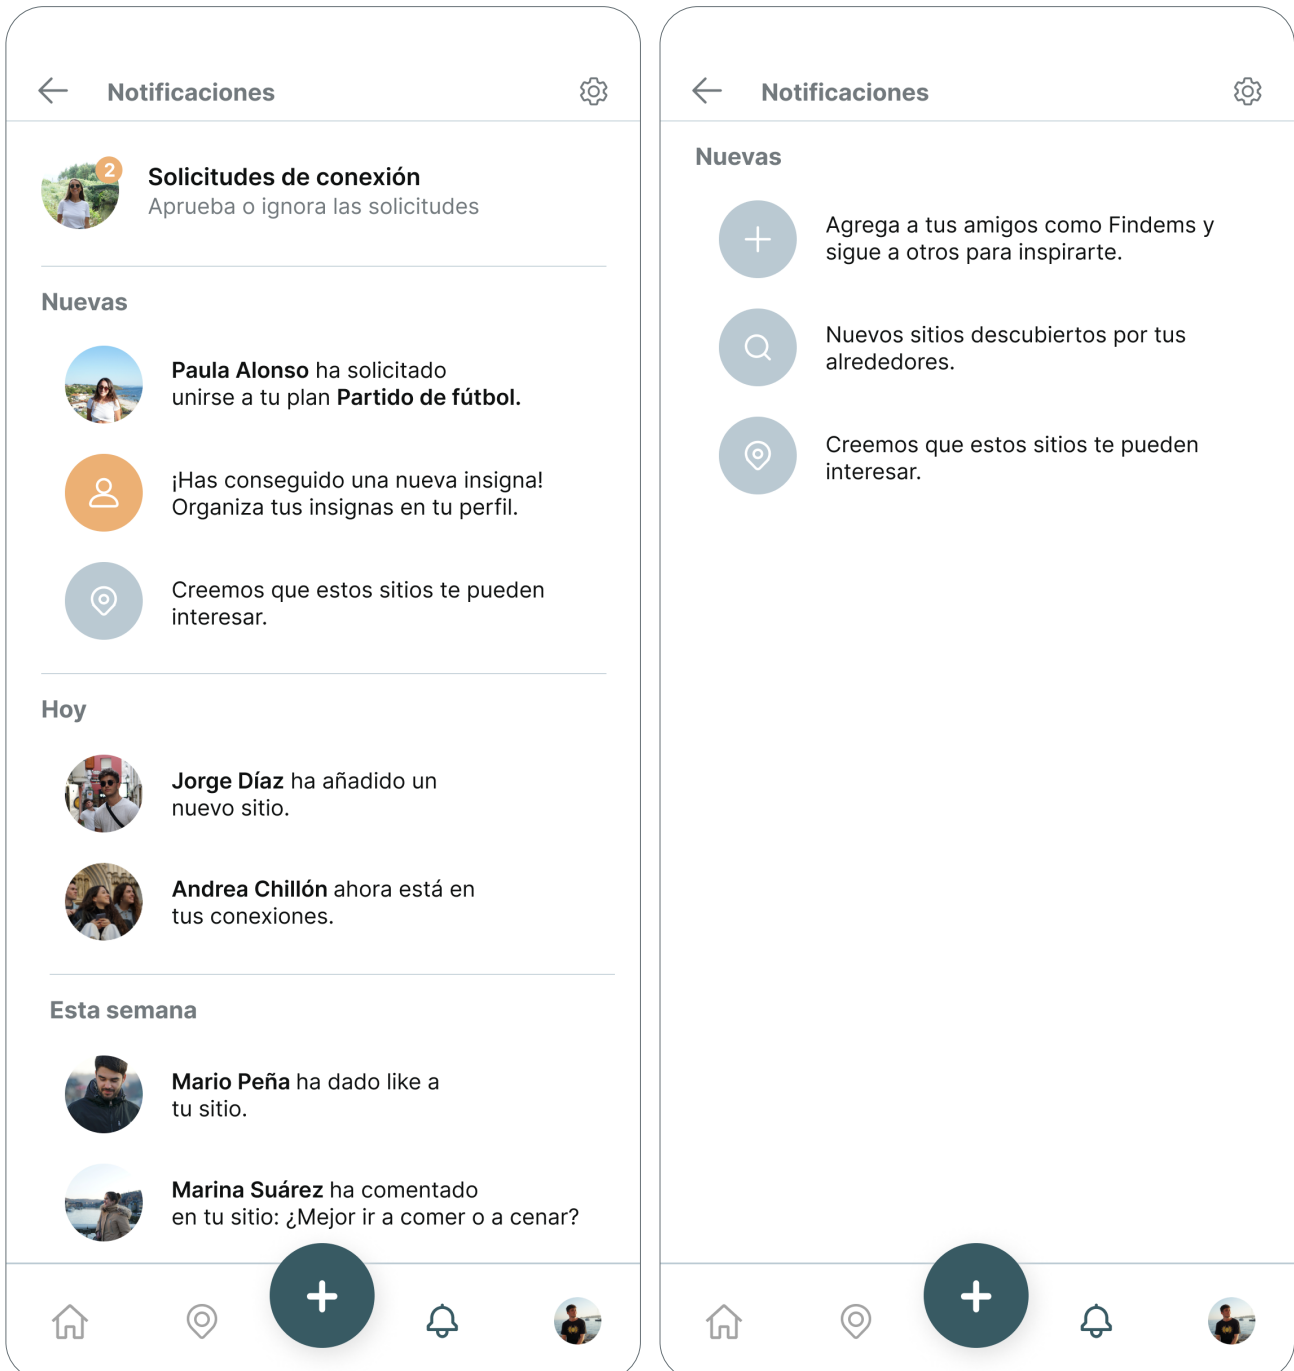 Notificaciones
2
Solicitudes de conexión
Aprueba o ignora las solicitudes
Nuevas
Paula Alonso ha solicitado
unirse a tu plan Partido de fútbol.
¡Has conseguido una nueva insigna!
Organiza tus insignas en tu perfil.
Creemos que estos sitios te pueden
interesar.
Hoy
Jorge Díaz ha añadido un
nuevo sitio.
Andrea Chillón ahora está en
tus conexiones.
Esta semana
Mario Peña ha dado like a
tu sitio.
Marina Suárez ha comentado
en tu sitio: ¿Mejor ir a comer o a cenar?
Notificaciones
Nuevas
Agrega a tus amigos como Findems y
sigue a otros para inspirarte.
Nuevos sitios descubiertos por tus
alrededores.
Creemos que estos sitios te pueden
interesar.